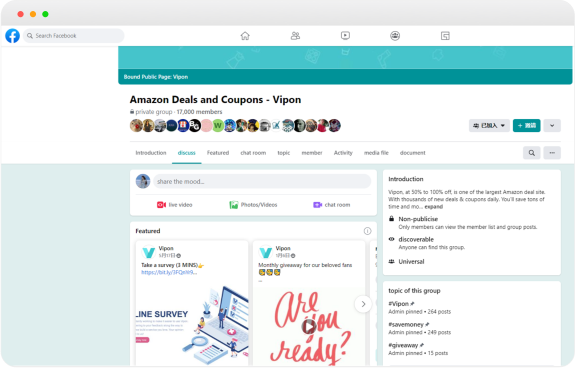 Search Facebook
Bound Public Page: Vipon
Amazon Deals and Coupons - Vipon
private group · 17,000 members
W
已加入
+ 邀請
Introduction
discuss
Featured
chat room
topic
member
Activity
media file
document
share the mood...
live video
Photos/Videos
chat room
Featured
Vipon
Take a survey (3 MINS)
https://bit.ly/3FQnH9...
LINE SURVEY
Vipon
Monthly giveaway for our beloved fans
...
Are you ready?
Introduction
Vipon, at 50% to 100% off, is one of the largest Amazon deal site.
With thousands of new deals & coupons daily. You'll save tons of
time and mo... expand
Non-publicise
Only members can view the member list and group posts.
discoverable
Anyone can find this group.
Universal
topic of this group
#Vipon
Admin pinned • 264 posts
#savemoney
Admin pinned • 249 posts
#giveaway
Admin pinned • 15 posts